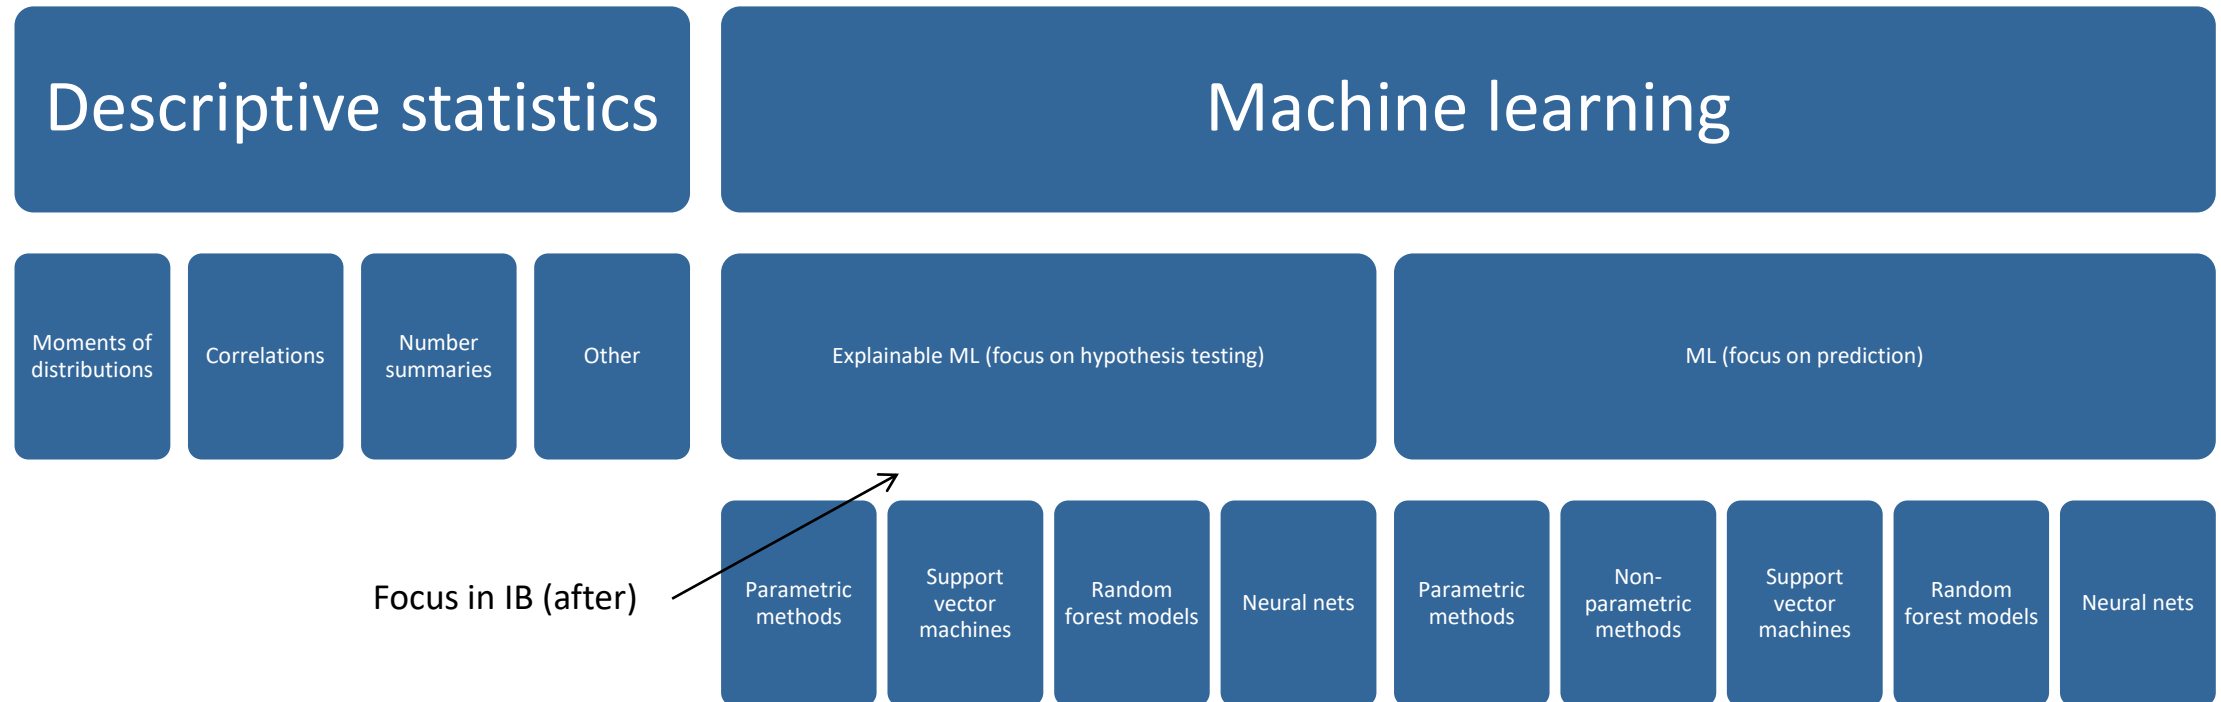 Descriptive statistics
Machine learning
Moments of
distributions
Correlations
Number
summaries
Other
Explainable ML (focus on hypothesis testing)
ML (focus on prediction)
Focus in IB (after)
Parametric
methods
Support
vector
machines
Random
forest models
Neural nets
Parametric
methods
Non-
parametric
methods
Support
vector
machines
Random
forest models
Neural nets